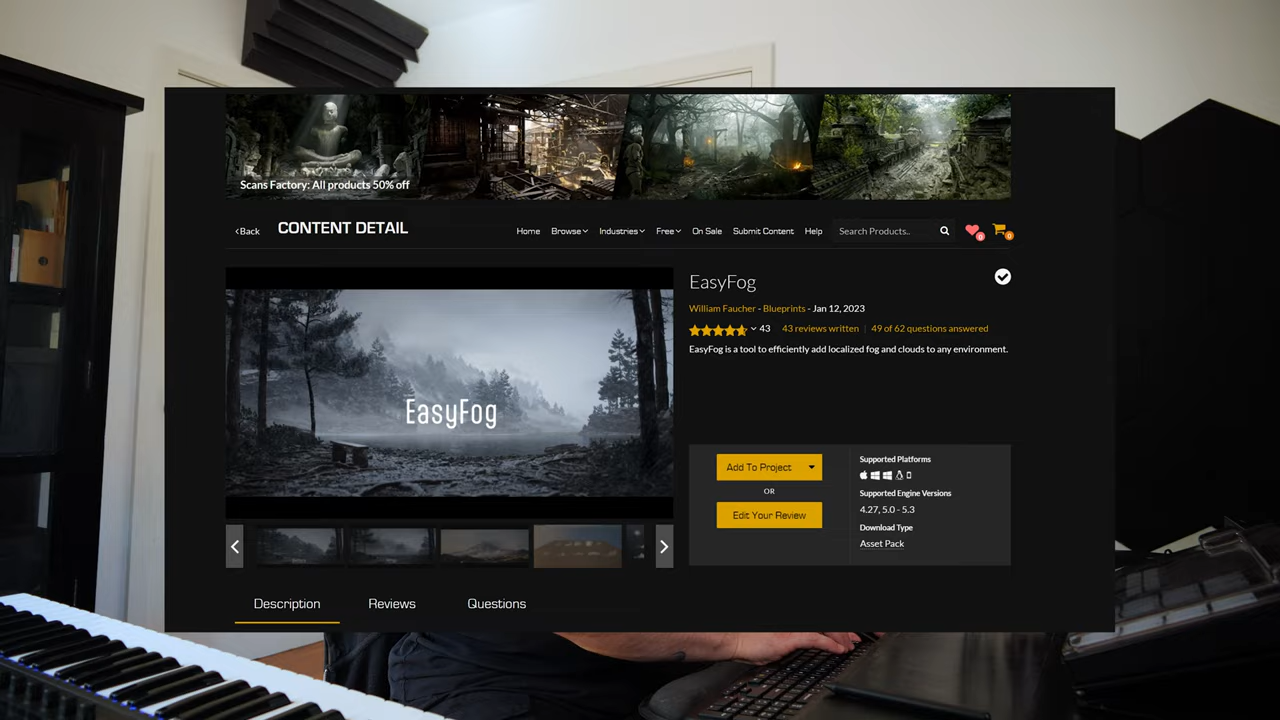 Scans Factory: All products 50% off
Back
CONTENT DETAIL
Home
Browse
Industries
Free
On Sale
Submit Content
Help
Search Products..
0
0
EasyFog
EasyFog
William Faucher - Blueprints - Jan 12, 2023
43
43 reviews written | 49 of 62 questions answered
EasyFog is a tool to efficiently add localized fog and clouds to any environment.
Add To Project
OR
Edit Your Review
Supported Platforms
Supported Engine Versions
4.27, 5.0 - 5.3
Download Type
Asset Pack
Description
Reviews
Questions